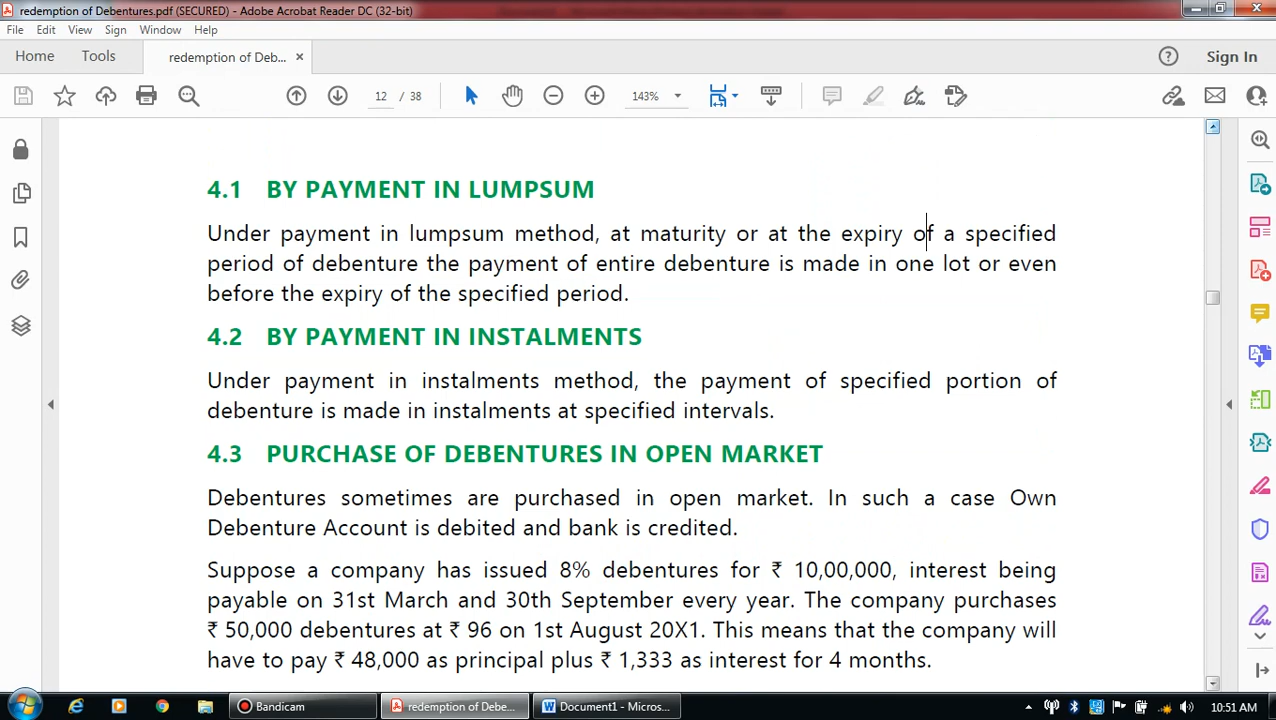 redemption of Debentures.pdf (SECURED) - Adobe Acrobat Reader DC (32-bit)
File Edit View Sign Window Help
Home Tools redemption of Deb... × Sign In
12 / 38 143%
4.1 BY PAYMENT IN LUMPSUM
Under payment in lumpsum method, at maturity or at the expiry of a specified
period of debenture the payment of entire debenture is made in one lot or even
before the expiry of the specified period.
4.2 BY PAYMENT IN INSTALMENTS
Under payment in instalments method, the payment of specified portion of
debenture is made in instalments at specified intervals.
4.3 PURCHASE OF DEBENTURES IN OPEN MARKET
Debentures sometimes are purchased in open market. In such a case Own
Debenture Account is debited and bank is credited.
Suppose a company has issued 8% debentures for ₹ 10,00,000, interest being
payable on 31st March and 30th September every year. The company purchases
₹ 50,000 debentures at ₹ 96 on 1st August 20X1. This means that the company will
have to pay ₹ 48,000 as principal plus ₹ 1,333 as interest for 4 months.
Bandicam redemption of Debe... Document1 - Micros... 10:51 AM